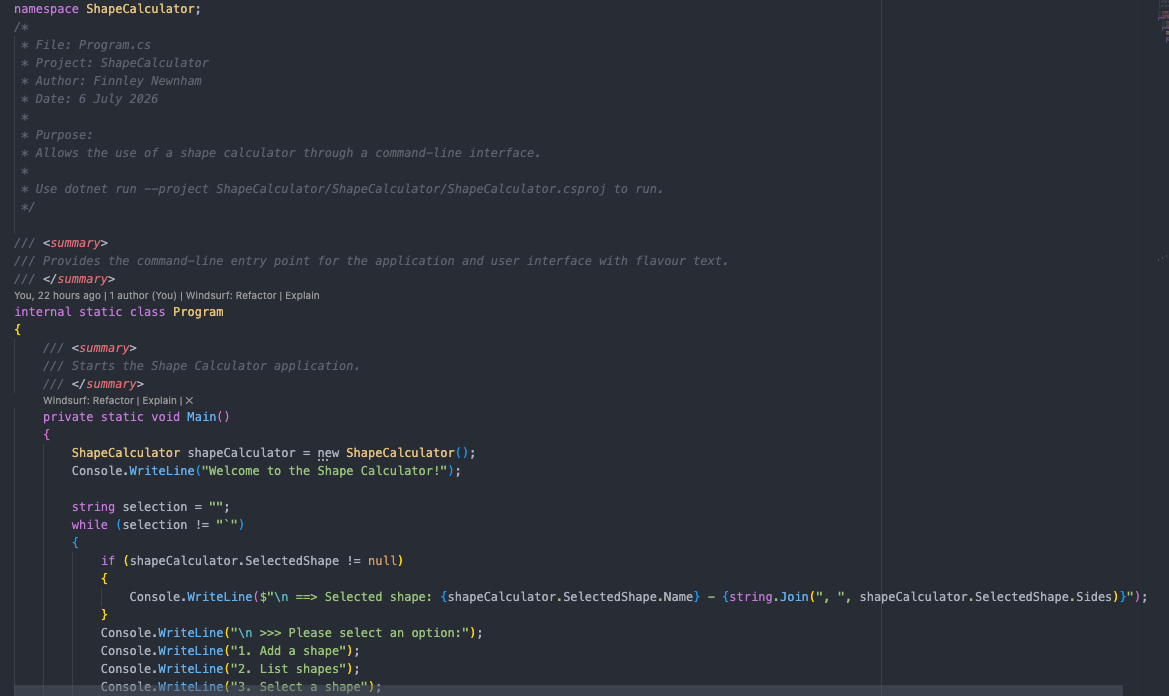 namespace ShapeCalculator;
/*
 * File: Program.cs
 * Project: ShapeCalculator
 * Author: Finnley Newnham
 * Date: 6 July 2026
 *
 * Purpose:
 * Allows the use of a shape calculator through a command-line interface.
 *
 * Use dotnet run --project ShapeCalculator/ShapeCalculator/ShapeCalculator.csproj to run.
 */

/// <summary>
/// Provides the command-line entry point for the application and user interface with flavour text.
/// </summary>
You, 22 hours ago | 1 author (You) | Windsurf: Refactor | Explain
internal static class Program
{
    /// <summary>
    /// Starts the Shape Calculator application.
    /// </summary>
    Windsurf: Refactor | Explain | ×
    private static void Main()
    {
        ShapeCalculator shapeCalculator = new ShapeCalculator();
        Console.WriteLine("Welcome to the Shape Calculator!");

        string selection = "";
        while (selection != "`")
        {
            if (shapeCalculator.SelectedShape != null)
            {
                Console.WriteLine($"\n ==> Selected shape: {shapeCalculator.SelectedShape.Name} - {string.Join(", ", shapeCalculator.SelectedShape.Sides)}");
            }
            Console.WriteLine("\n >>> Please select an option:");
            Console.WriteLine("1. Add a shape");
            Console.WriteLine("2. List shapes");
            Console.WriteLine("3. Select a shape");